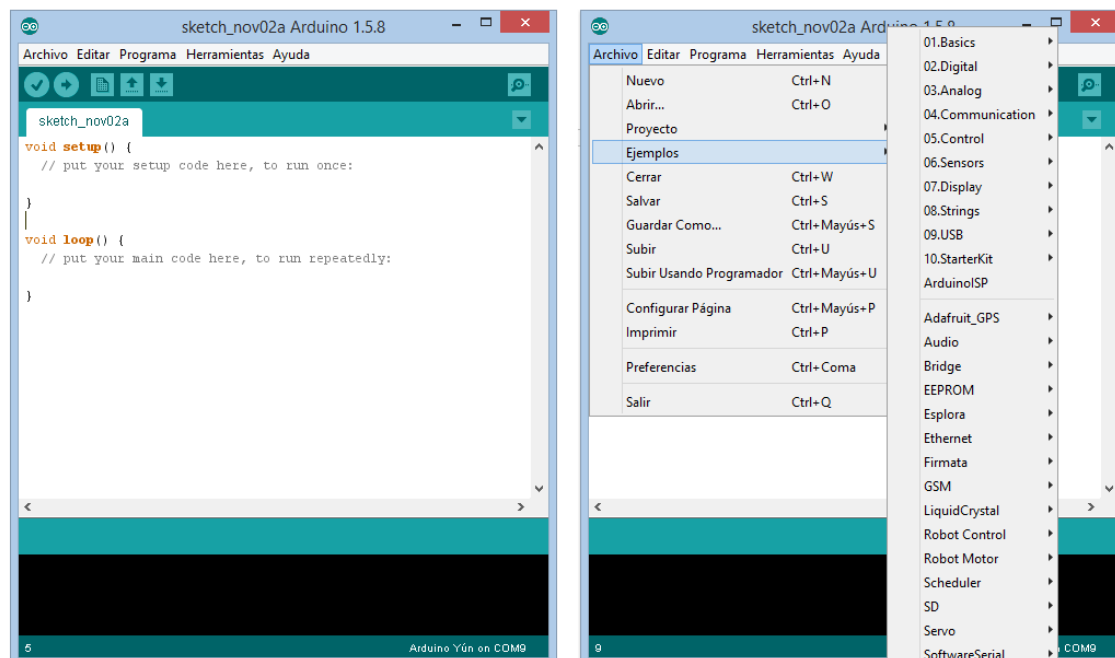 sketch_nov02a Arduino 1.5.8
Archivo Editar Programa Herramientas Ayuda
sketch_nov02a
void setup() {
  // put your setup code here, to run once:
}
void loop() {
  // put your main code here, to run repeatedly:
}
5 Arduino Yún on COM9
sketch_nov02a
Archivo Editar Programa Herramientas Ayuda
Nuevo Ctrl+N
Abrir... Ctrl+O
Proyecto
Ejemplos
Cerrar Ctrl+W
Salvar Ctrl+S
Guardar Como... Ctrl+Mayús+S
Subir Ctrl+U
Subir Usando Programador Ctrl+Mayús+U
Configurar Página Ctrl+Mayús+P
Imprimir Ctrl+P
Preferencias Ctrl+Coma
Salir Ctrl+Q
01.Basics
02.Digital
03.Analog
04.Communication
05.Control
06.Sensors
07.Display
08.Strings
09.USB
10.StarterKit
ArduinoISP
Adafruit_GPS
Audio
Bridge
EEPROM
Esplora
Ethernet
Firmata
GSM
LiquidCrystal
Robot Control
Robot Motor
Scheduler
SD
Servo
SoftwareSerial
9 COM9